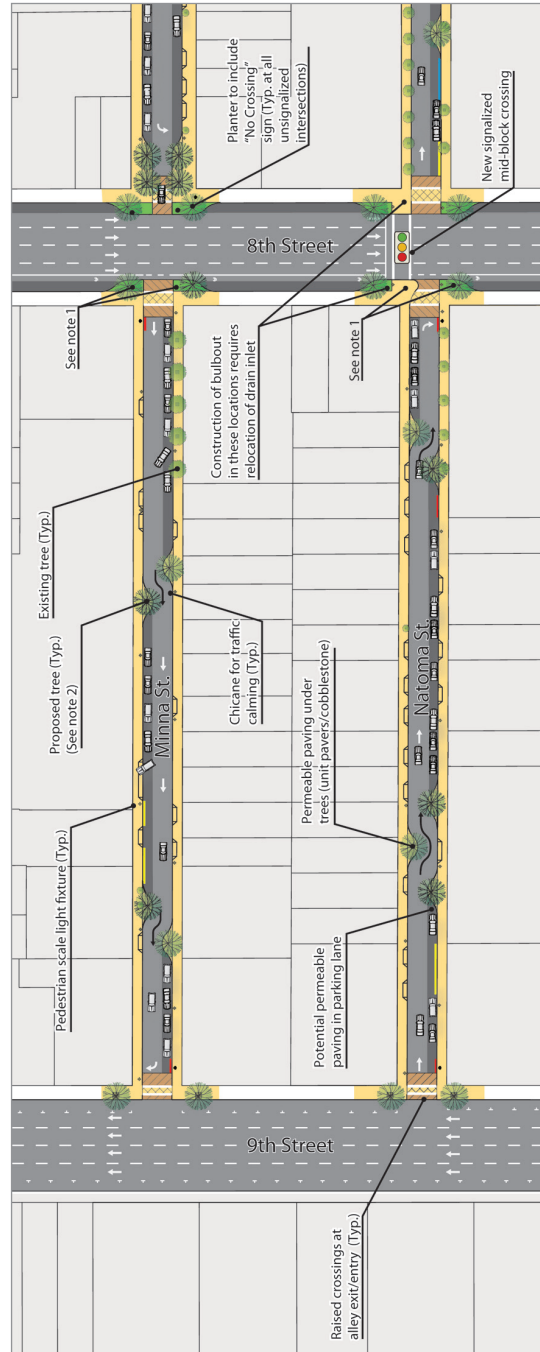 Planter to include
“No Crossing”
sign (Typ. at all
unsignalized
intersections)
New signalized
mid-block crossing
8th Street
See note 1
Construction of bulbout
in these locations requires
relocation of drain inlet
See note 1
Existing tree (Typ.)
Proposed tree (Typ.)
(See note 2)
Minna St.
Chicane for traffic
calming (Typ.)
Permeable paving under
trees (unit pavers/cobblestone)
Natoma St.
Pedestrian scale light fixture (Typ.)
Potential permeable
paving in parking lane
9th Street
Raised crossings at
alley exit/entry (Typ.)